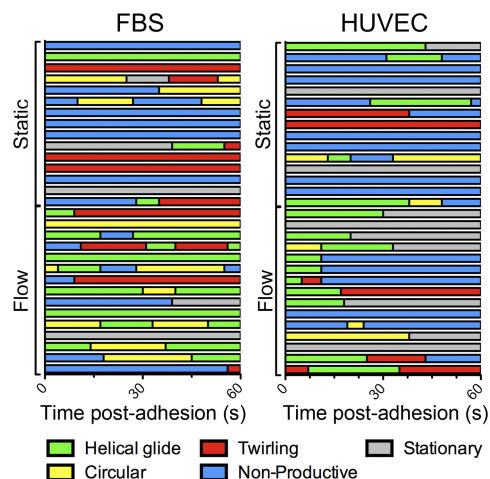 FBS
HUVEC
Static
Flow
Static
Flow
0
30
60
0
30
60
Time post-adhesion (s)
Time post-adhesion (s)
Helical glide
Twirling
Stationary
Circular
Non-Productive